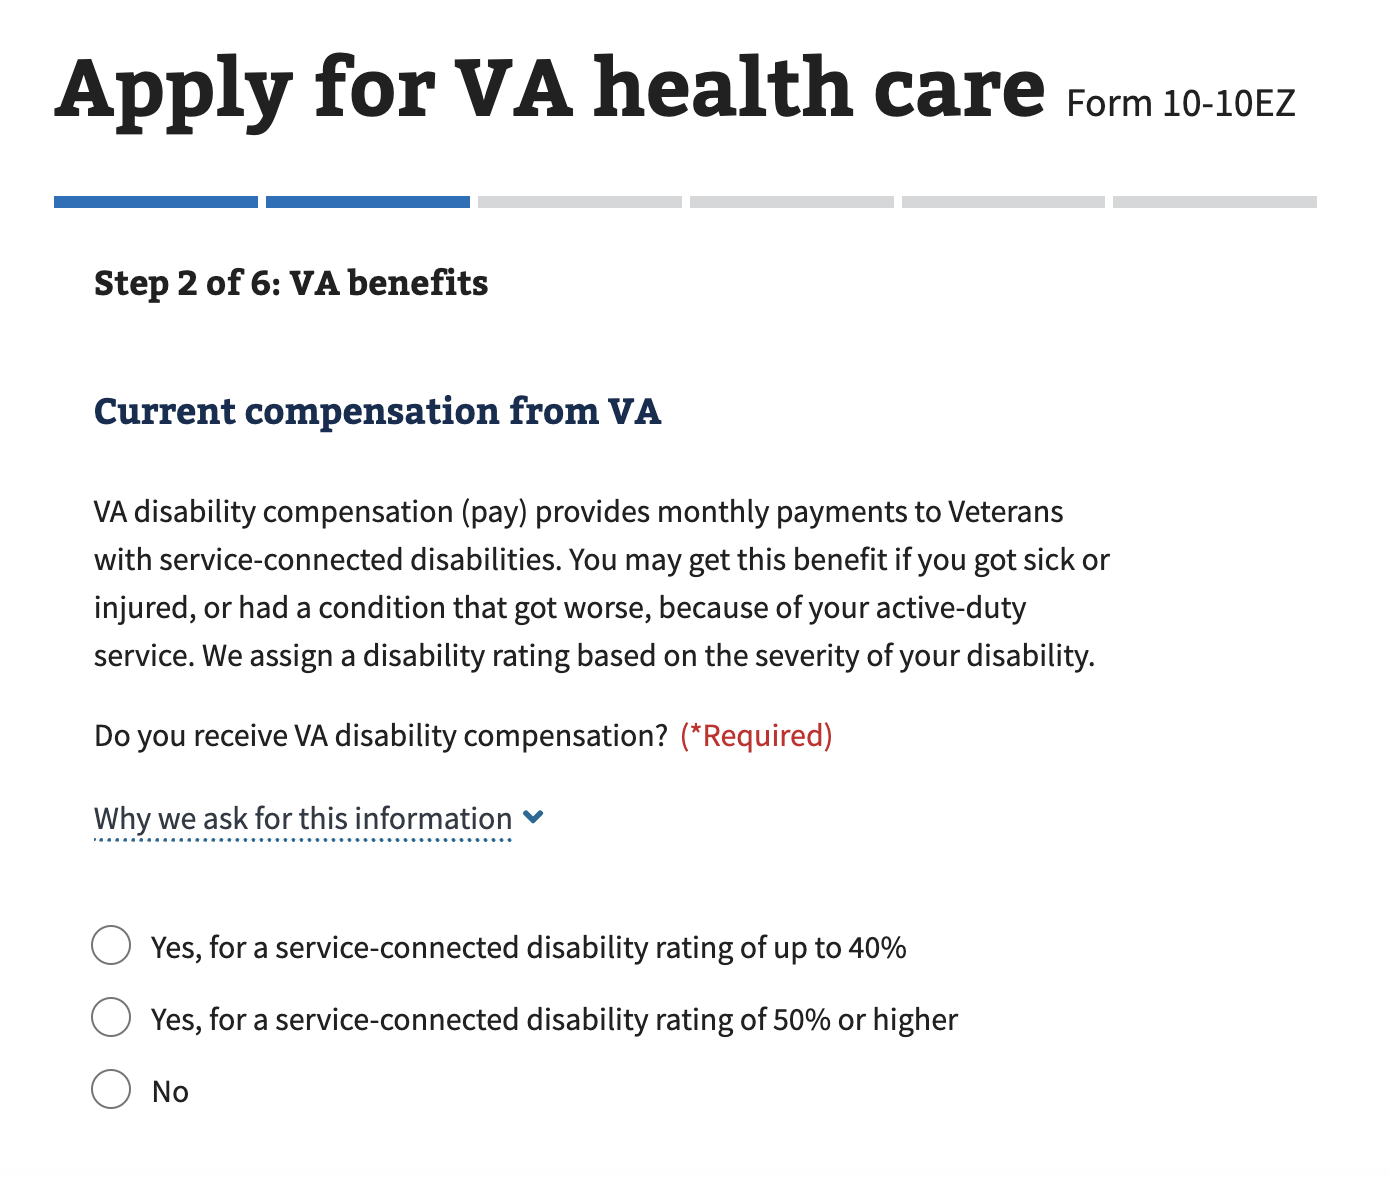 Apply for VA health care Form 10-10EZ
Step 2 of 6: VA benefits
Current compensation from VA
VA disability compensation (pay) provides monthly payments to Veterans
with service-connected disabilities. You may get this benefit if you got sick or
injured, or had a condition that got worse, because of your active-duty
service. We assign a disability rating based on the severity of your disability.
Do you receive VA disability compensation? (*Required)
Why we ask for this information
Yes, for a service-connected disability rating of up to 40%
Yes, for a service-connected disability rating of 50% or higher
No